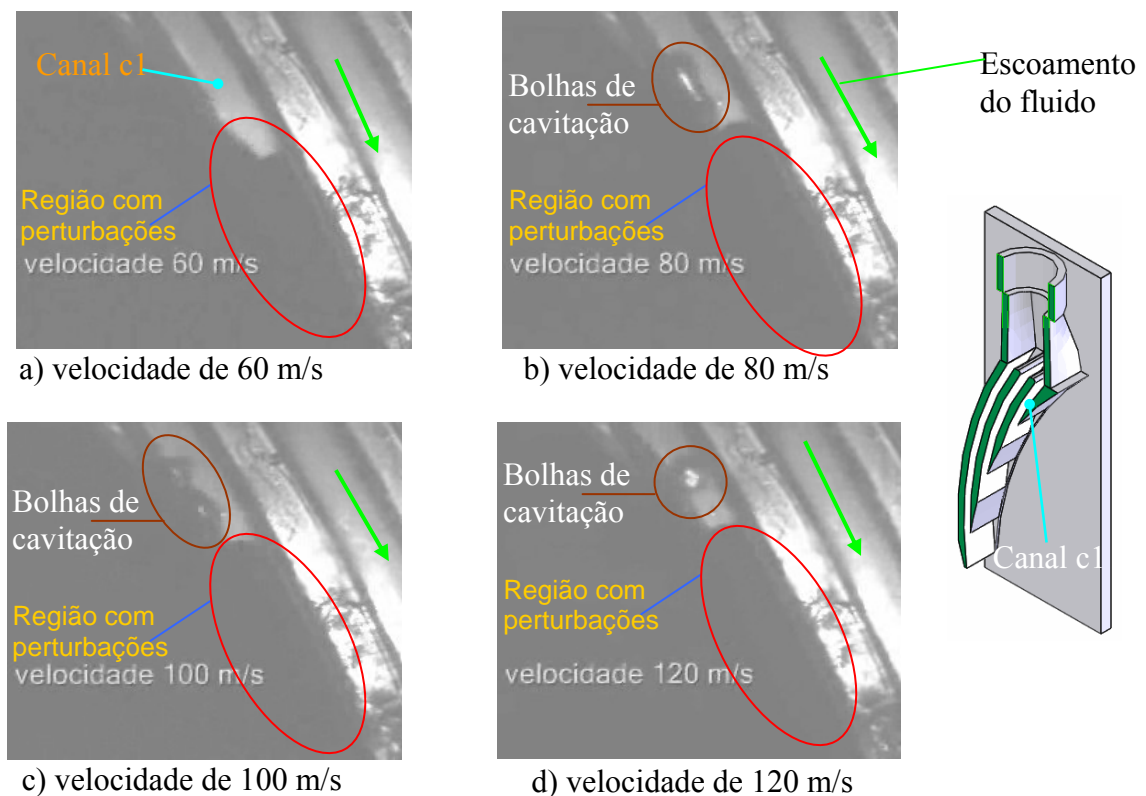 Canal c1
Região com
perturbações
velocidade 60 m/s
a) velocidade de 60 m/s
Bolhas de
cavitação
Região com
perturbações
velocidade 80 m/s
b) velocidade de 80 m/s
Escoamento
do fluido
Bolhas de
cavitação
Região com
perturbações
velocidade 100 m/s
c) velocidade de 100 m/s
Bolhas de
cavitação
Região com
perturbações
velocidade 120 m/s
d) velocidade de 120 m/s
Canal c1